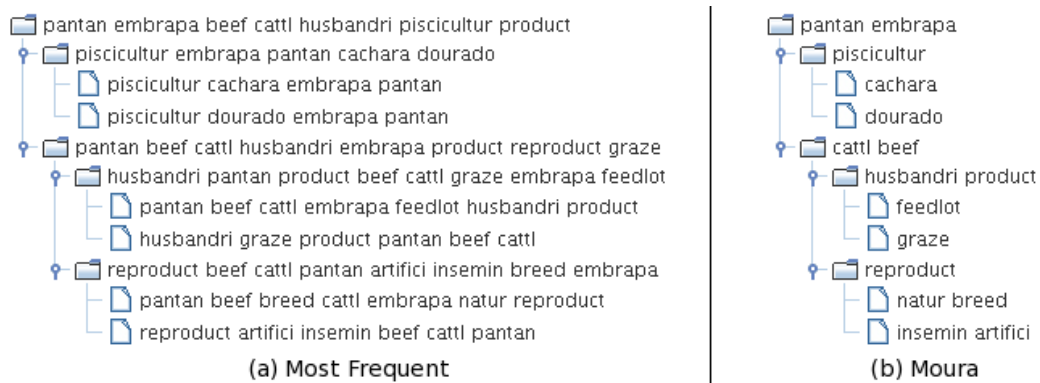 pantan embrapa beef cattl husbandri piscicultur product
piscicultur embrapa pantan cachara dourado
piscicultur cachara embrapa pantan
piscicultur dourado embrapa pantan
pantan beef cattl husbandri embrapa product reproduct graze
husbandri pantan product beef cattl graze embrapa feedlot
pantan beef cattl embrapa feedlot husbandri product
husbandri graze product pantan beef cattl
reproduct beef cattl pantan artifici insemin breed embrapa
pantan beef breed cattl embrapa natur reproduct
reproduct artifici insemin beef cattl pantan
(a) Most Frequent
pantan embrapa
piscicultur
cachara
dourado
cattl beef
husbandri product
feedlot
graze
reproduct
natur breed
insemin artifici
(b) Moura